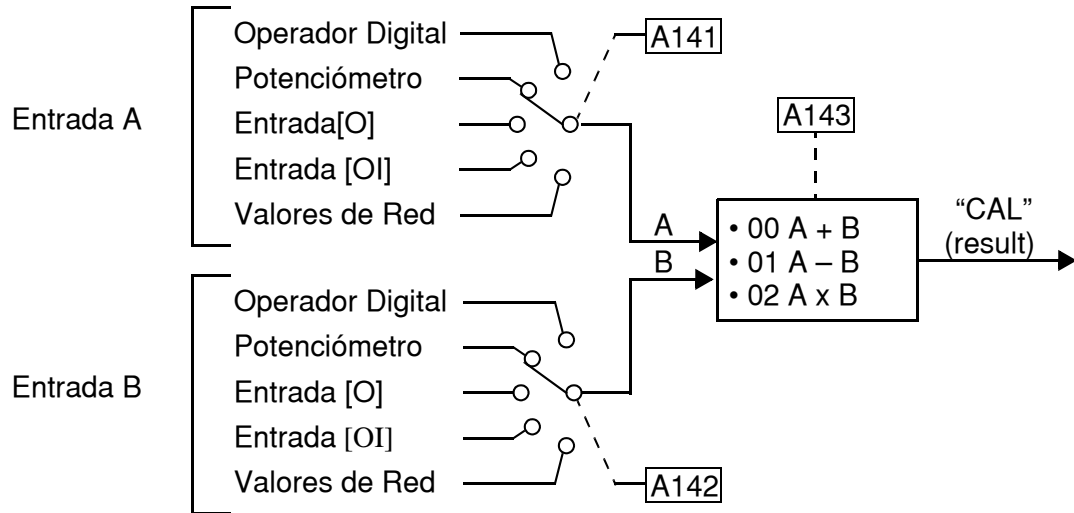 Entrada A
Operador Digital
Potenciómetro
Entrada[O]
Entrada [OI]
Valores de Red
A141
A143
A
B
• 00 A + B
• 01 A – B
• 02 A x B
“CAL”
(result)
Entrada B
Operador Digital
Potenciómetro
Entrada [O]
Entrada [OI]
Valores de Red
A142